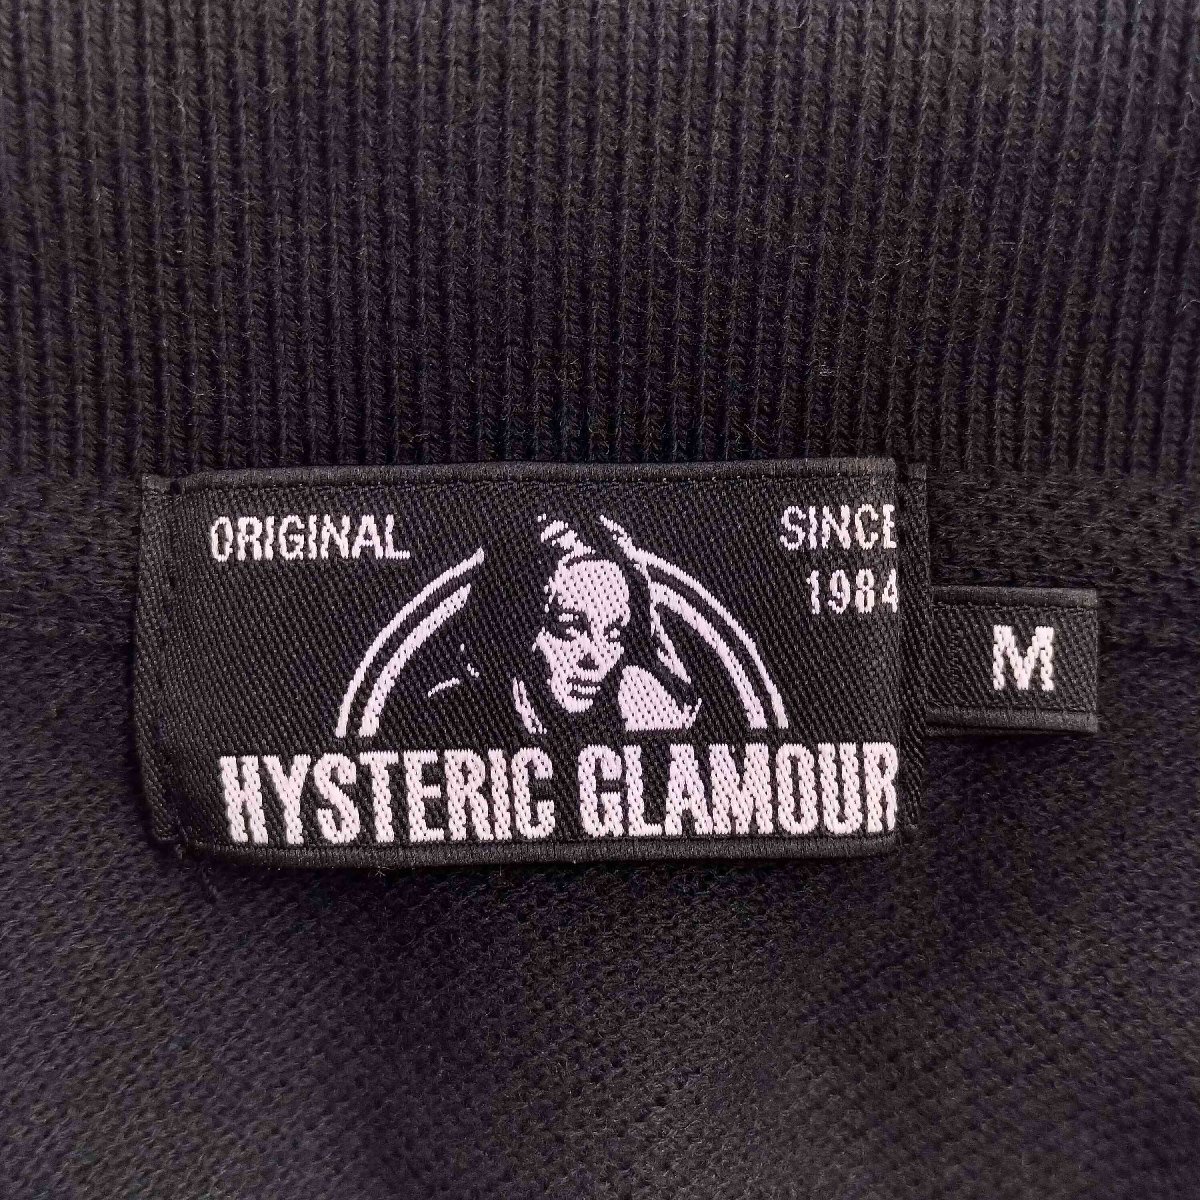 ORIGINAL
SINCE
1984
HYSTERIC GLAMOUR
M